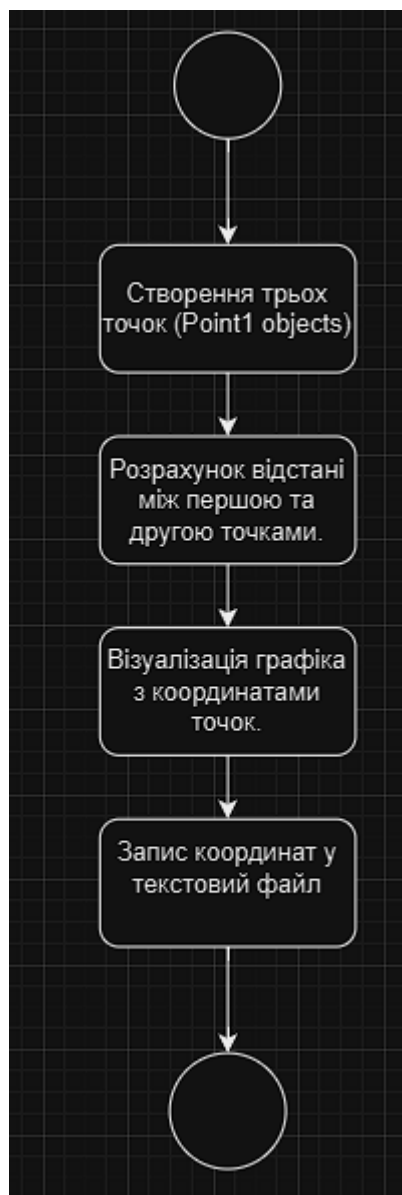 Створення трьох
точок (Point1 objects)
Розрахунок відстані
між першою та
другою точками.
Візуалізація графіка
з координатами
точок.
Запис координат у
текстовий файл